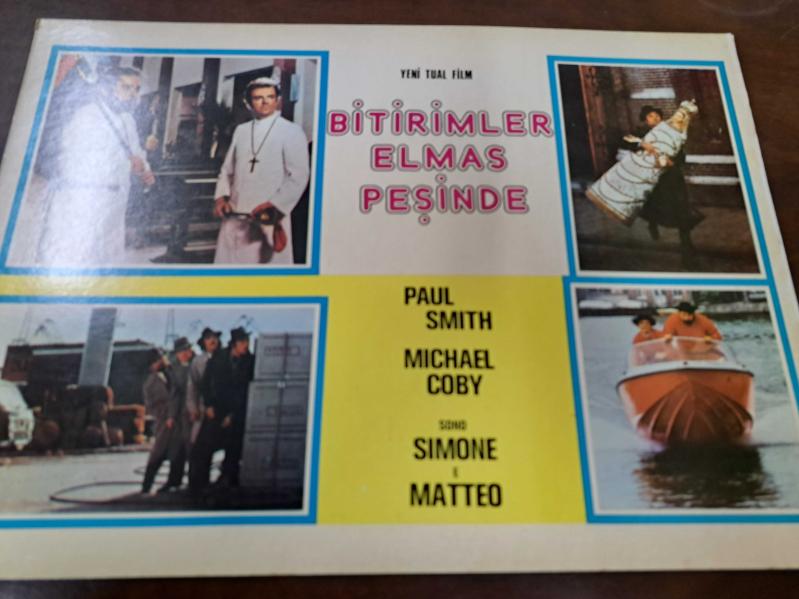 YENİ TUAL FİLM
BİTİRİMLER
ELMAS
PEŞİNDE
PAUL
SMITH
MICHAEL
COBY
SONO
SIMONE
E
MATTEO